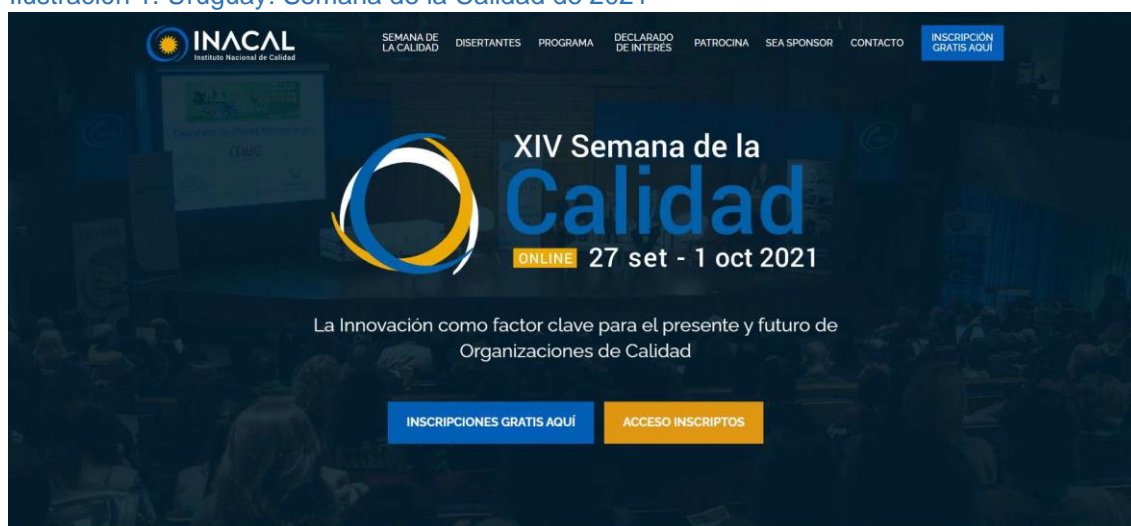 Ilustración 1. Uruguay: Semana de la Calidad de 2021
INACAL
Instituto Nacional de Calidad
SEMANA DE
LA CALIDAD
DISERTANTES
PROGRAMA
DECLARADO
DE INTERÉS
PATROCINA
SEA SPONSOR
CONTACTO
INSCRIPCIÓN
GRATIS AQUÍ
XIV Semana de la
Calidad
ONLINE 27 set - 1 oct 2021
La Innovación como factor clave para el presente y futuro de
Organizaciones de Calidad
INSCRIPCIONES GRATIS AQUÍ
ACCESO INSCRIPTOS